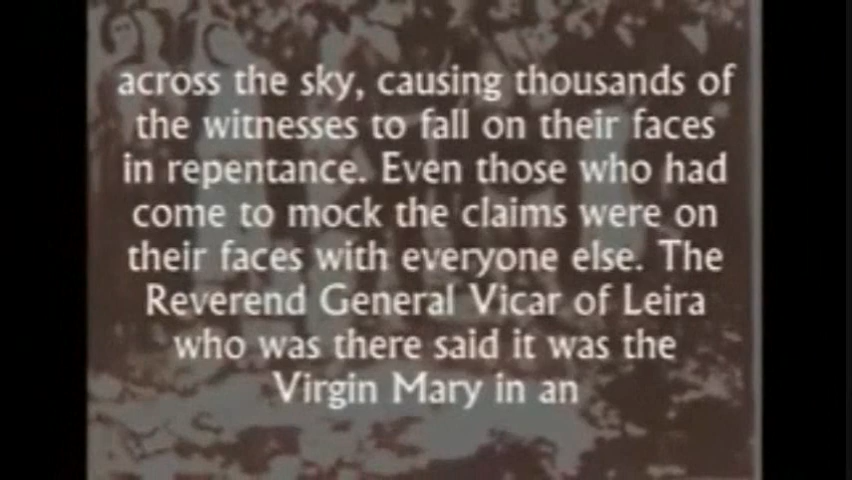 across the sky, causing thousands of
the witnesses to fall on their faces
in repentance. Even those who had
come to mock the claims were on
their faces with everyone else. The
Reverend General Vicar of Leira
who was there said it was the
Virgin Mary in an